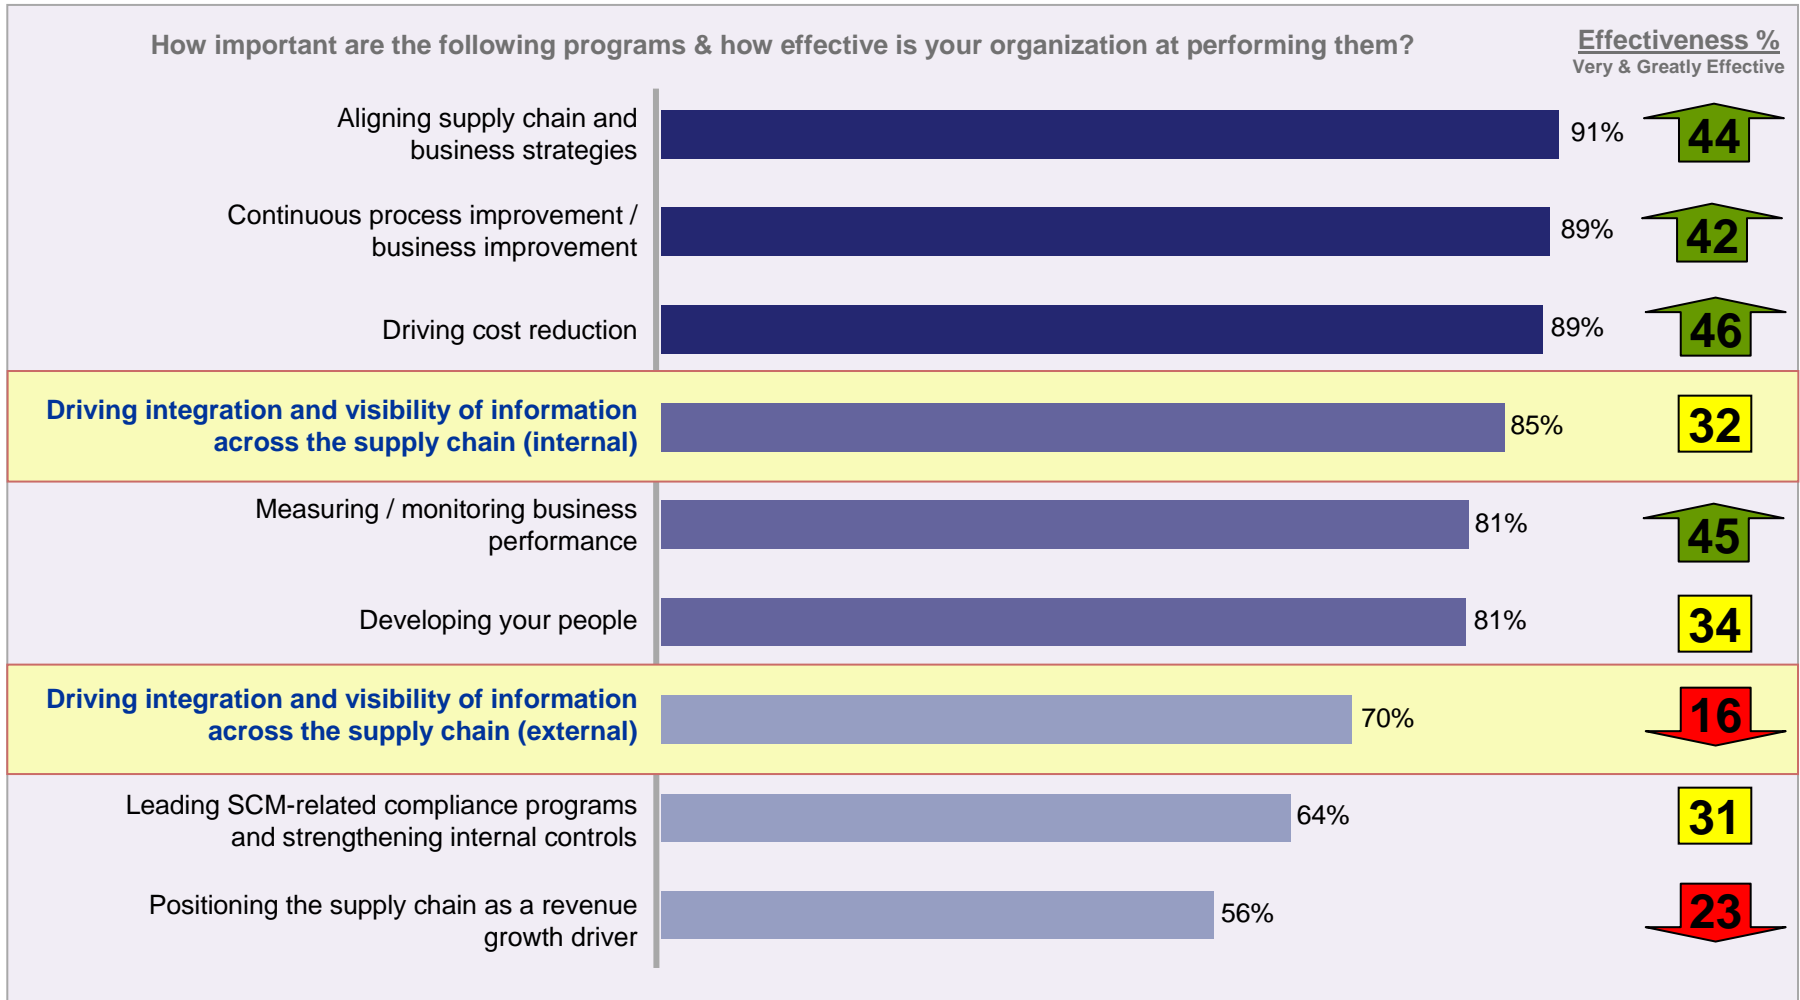 How important are the following programs & how effective is your organization at performing them?
Effectiveness %
Very & Greatly Effective
Aligning supply chain and
business strategies
91%
44
Continuous process improvement /
business improvement
89%
42
Driving cost reduction
89%
46
Driving integration and visibility of information
across the supply chain (internal)
85%
32
Measuring / monitoring business
performance
81%
45
Developing your people
81%
34
Driving integration and visibility of information
across the supply chain (external)
70%
16
Leading SCM-related compliance programs
and strengthening internal controls
64%
31
Positioning the supply chain as a revenue
growth driver
56%
23